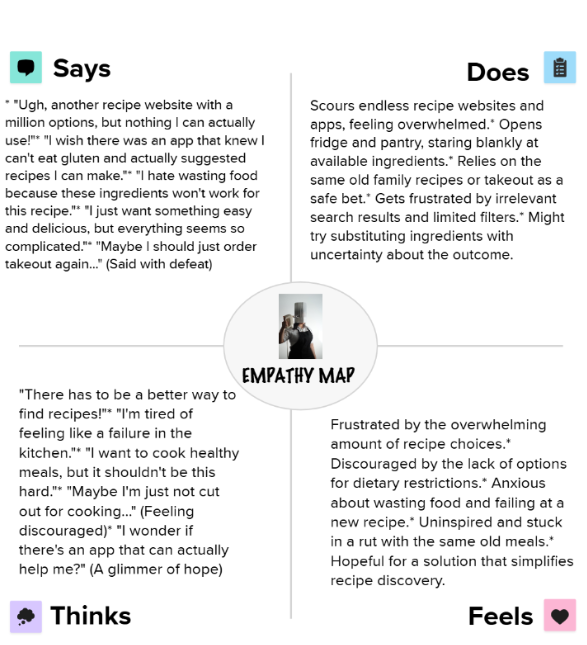 Says
* "Ugh, another recipe website with a
million options, but nothing I can actually
use!"* "I wish there was an app that knew I
can't eat gluten and actually suggested
recipes I can make."* "I hate wasting food
because these ingredients won't work for
this recipe."* "I just want something easy
and delicious, but everything seems so
complicated."* "Maybe I should just order
takeout again..." (Said with defeat)
Does
Scours endless recipe websites and
apps, feeling overwhelmed.* Opens
fridge and pantry, staring blankly at
available ingredients.* Relies on the
same old family recipes or takeout as a
safe bet.* Gets frustrated by irrelevant
search results and limited filters.* Might
try substituting ingredients with
uncertainty about the outcome.
EMPATHY MAP
"There has to be a better way to
find recipes!"* "I'm tired of
feeling like a failure in the
kitchen."* "I want to cook healthy
meals, but it shouldn't be this
hard."* "Maybe I'm just not cut
out for cooking..." (Feeling
discouraged)* "I wonder if
there's an app that can actually
help me?" (A glimmer of hope)
Thinks
Frustrated by the overwhelming
amount of recipe choices.*
Discouraged by the lack of options
for dietary restrictions.* Anxious
about wasting food and failing at a
new recipe.* Uninspired and stuck
in a rut with the same old meals.*
Hopeful for a solution that simplifies
recipe discovery.
Feels